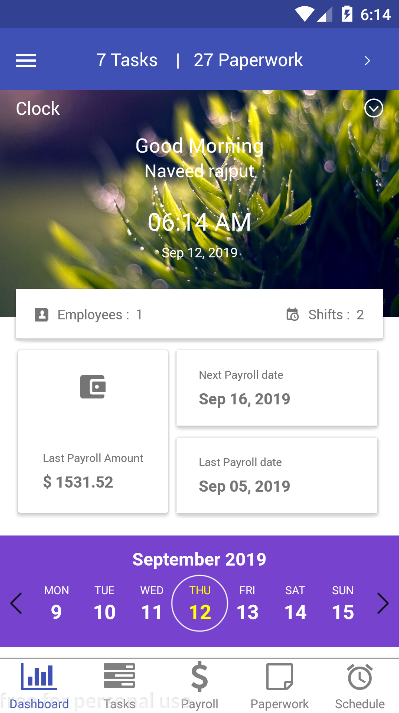 6:14
7 Tasks | 27 Paperwork
Clock
Good Morning
Naveed rajput
06:14 AM
Sep 12, 2019
Employees : 1 Shifts : 2
Next Payroll date
Sep 16, 2019
Last Payroll Amount
$ 1531.52
Last Payroll date
Sep 05, 2019
September 2019
MON TUE WED THU FRI SAT SUN
9 10 11 12 13 14 15
Dashboard Tasks Payroll Paperwork Schedule
free for personal use